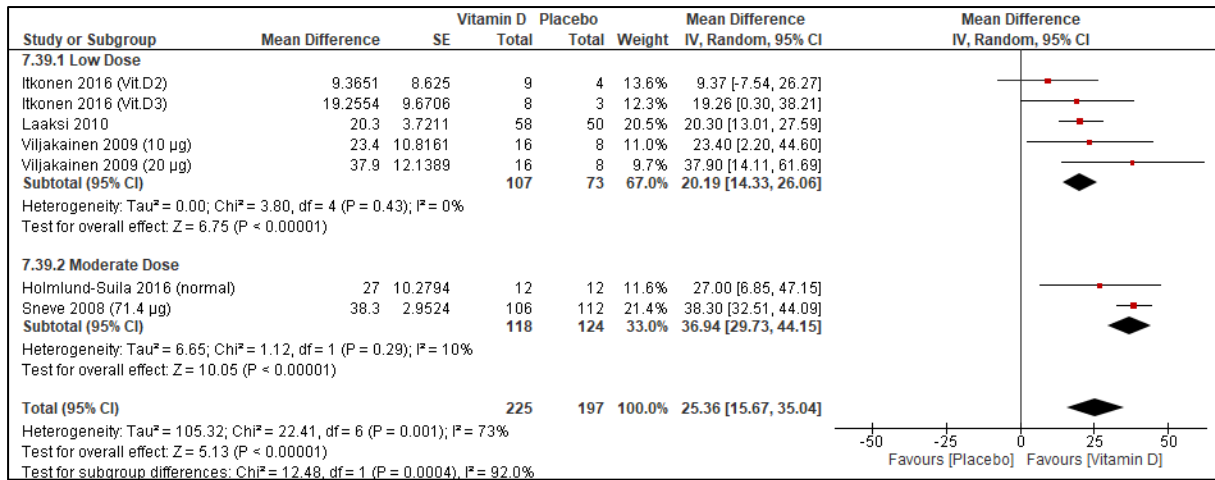 Vitamin D Placebo Mean Difference Mean Difference
Study or Subgroup Mean Difference SE Total Total Weight IV, Random, 95% CI IV, Random, 95% CI
7.39.1 Low Dose
Itkonen 2016 (Vit.D2) 9.3651 8.625 9 4 13.6% 9.37 [-7.54, 26.27]
Itkonen 2016 (Vit.D3) 19.2554 9.6706 8 3 12.3% 19.26 [0.30, 38.21]
Laaksi 2010 20.3 3.7211 58 50 20.5% 20.30 [13.01, 27.59]
Viljakainen 2009 (10 µg) 23.4 10.8161 16 8 11.0% 23.40 [2.20, 44.60]
Viljakainen 2009 (20 µg) 37.9 12.1389 16 8 9.7% 37.90 [14.11, 61.69]
Subtotal (95% CI) 107 73 67.0% 20.19 [14.33, 26.06]
Heterogeneity: Tau² = 0.00; Chi² = 3.80, df = 4 (P = 0.43); I² = 0%
Test for overall effect: Z = 6.75 (P < 0.00001)
7.39.2 Moderate Dose
Holmlund-Suila 2016 (normal) 27 10.2794 12 12 11.6% 27.00 [6.85, 47.15]
Sneve 2008 (71.4 µg) 38.3 2.9524 106 112 21.4% 38.30 [32.51, 44.09]
Subtotal (95% CI) 118 124 33.0% 36.94 [29.73, 44.15]
Heterogeneity: Tau² = 6.65; Chi² = 1.12, df = 1 (P = 0.29); I² = 10%
Test for overall effect: Z = 10.05 (P < 0.00001)
Total (95% CI) 225 197 100.0% 25.36 [15.67, 35.04]
Heterogeneity: Tau² = 105.32; Chi² = 22.41, df = 6 (P = 0.001); I² = 73%
Test for overall effect: Z = 5.13 (P < 0.00001)
Test for subgroup differences: Chi² = 12.48, df = 1 (P = 0.0004), I² = 92.0%
-50 -25 0 25 50
Favours [Placebo] Favours [Vitamin D]